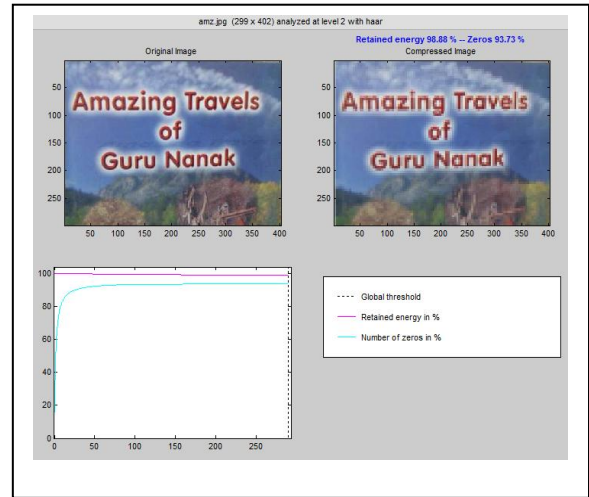 amz.jpg (299 x 402) analyzed at level 2 with haar
Retained energy 98.88 % -- Zeros 93.73 %
Original Image
Compressed Image
Amazing Travels
of
Guru Nanak
50
100
150
200
250
50 100 150 200 250 300 350 400
Amazing Travels
of
Guru Nanak
50
100
150
200
250
50 100 150 200 250 300 350 400
100
80
60
40
20
0
0 50 100 150 200 250
Global threshold
Retained energy in %
Number of zeros in %